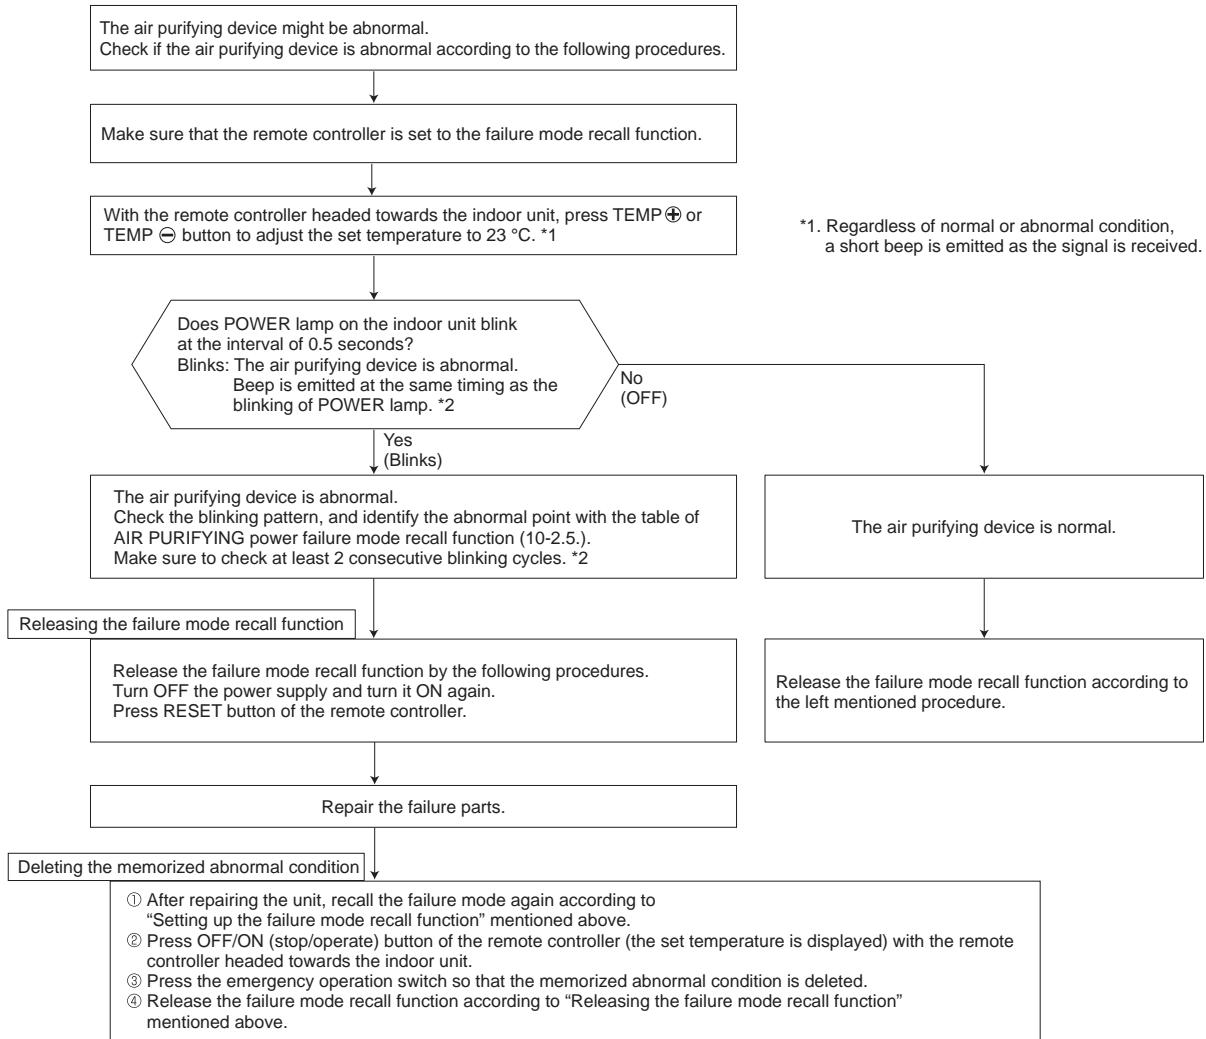 The air purifying device might be abnormal.
Check if the air purifying device is abnormal according to the following procedures.
Make sure that the remote controller is set to the failure mode recall function.
With the remote controller headed towards the indoor unit, press TEMP ⊕ or
TEMP ⊖ button to adjust the set temperature to 23 °C. *1
*1. Regardless of normal or abnormal condition,
a short beep is emitted as the signal is received.
Does POWER lamp on the indoor unit blink
at the interval of 0.5 seconds?
Blinks: The air purifying device is abnormal.
Beep is emitted at the same timing as the
blinking of POWER lamp. *2
No
(OFF)
Yes
(Blinks)
The air purifying device is abnormal.
Check the blinking pattern, and identify the abnormal point with the table of
AIR PURIFYING power failure mode recall function (10-2.5.).
Make sure to check at least 2 consecutive blinking cycles. *2
The air purifying device is normal.
Releasing the failure mode recall function
Release the failure mode recall function by the following procedures.
Turn OFF the power supply and turn it ON again.
Press RESET button of the remote controller.
Release the failure mode recall function according to
the left mentioned procedure.
Repair the failure parts.
Deleting the memorized abnormal condition
① After repairing the unit, recall the failure mode again according to
“Setting up the failure mode recall function” mentioned above.
② Press OFF/ON (stop/operate) button of the remote controller (the set temperature is displayed) with the remote
controller headed towards the indoor unit.
③ Press the emergency operation switch so that the memorized abnormal condition is deleted.
④ Release the failure mode recall function according to “Releasing the failure mode recall function”
mentioned above.